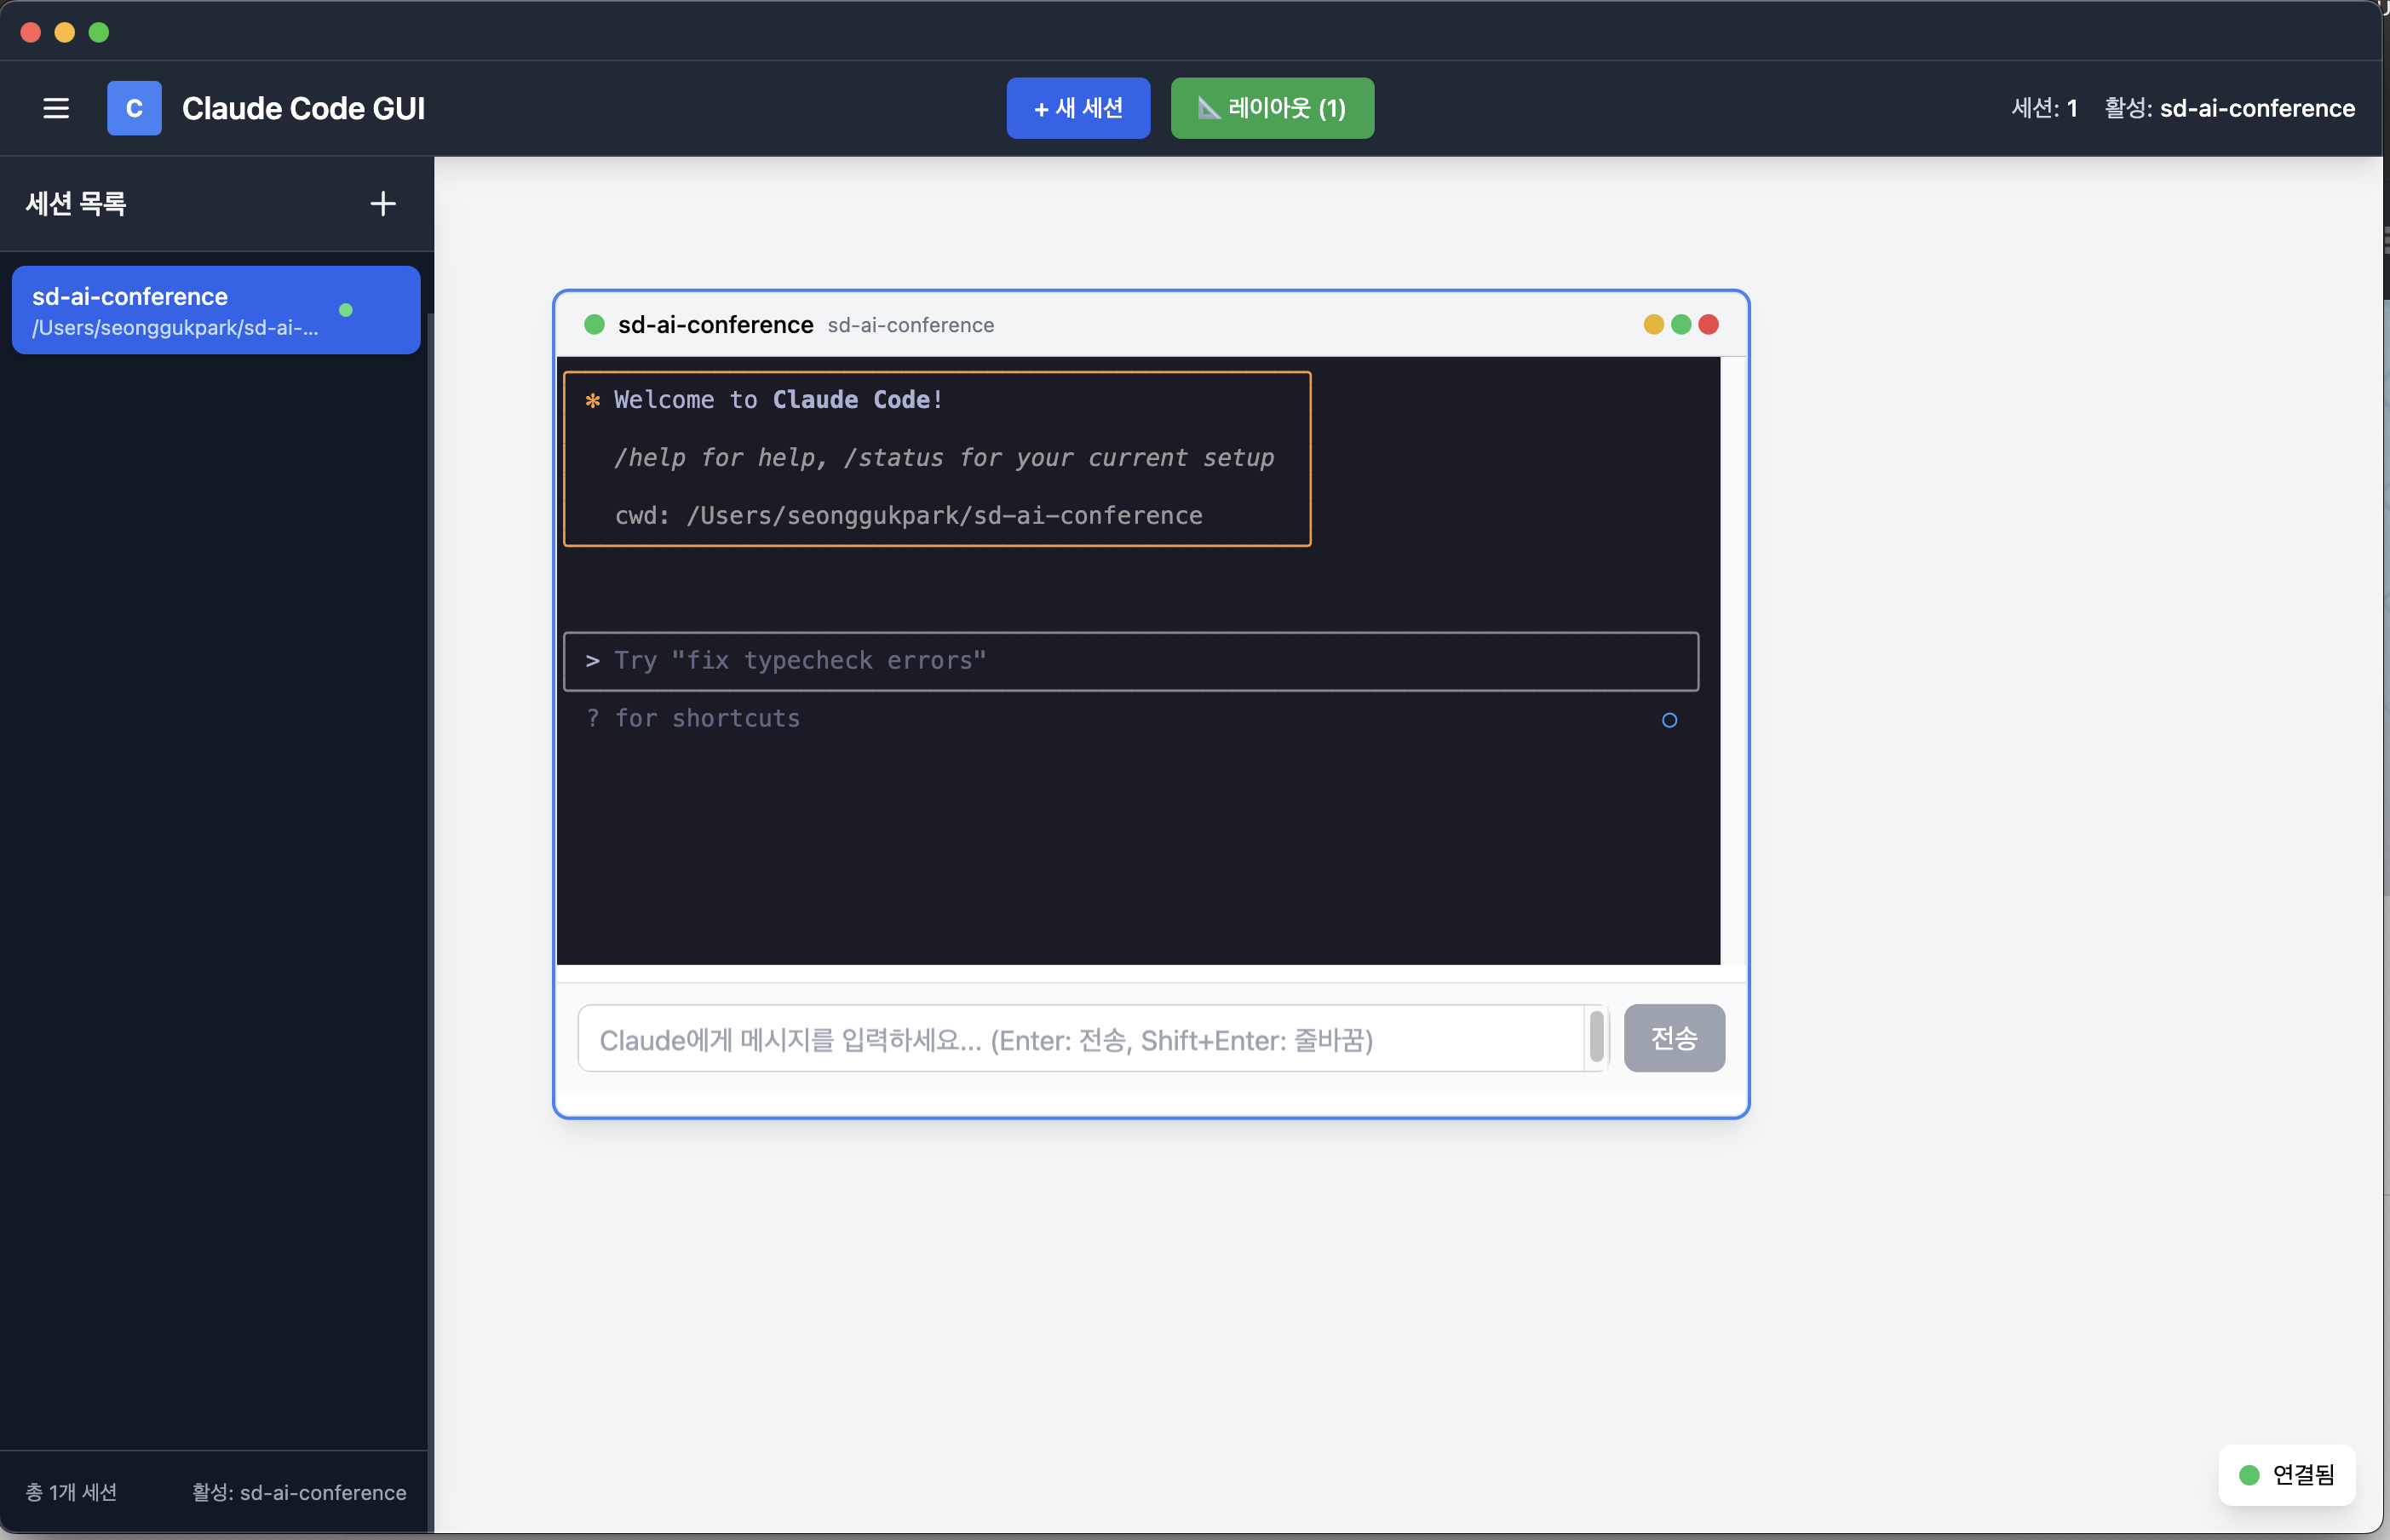 C Claude Code GUI
+ 새 세션
📐 레이아웃 (1)
세션: 1 활성: sd-ai-conference
세션 목록
sd-ai-conference
/Users/seonggukpark/sd-ai-...
sd-ai-conference sd-ai-conference
✻ Welcome to Claude Code!
/help for help, /status for your current setup
cwd: /Users/seonggukpark/sd-ai-conference
> Try "fix typecheck errors"
? for shortcuts
Claude에게 메시지를 입력하세요... (Enter: 전송, Shift+Enter: 줄바꿈)
전송
총 1개 세션 활성: sd-ai-conference
연결됨